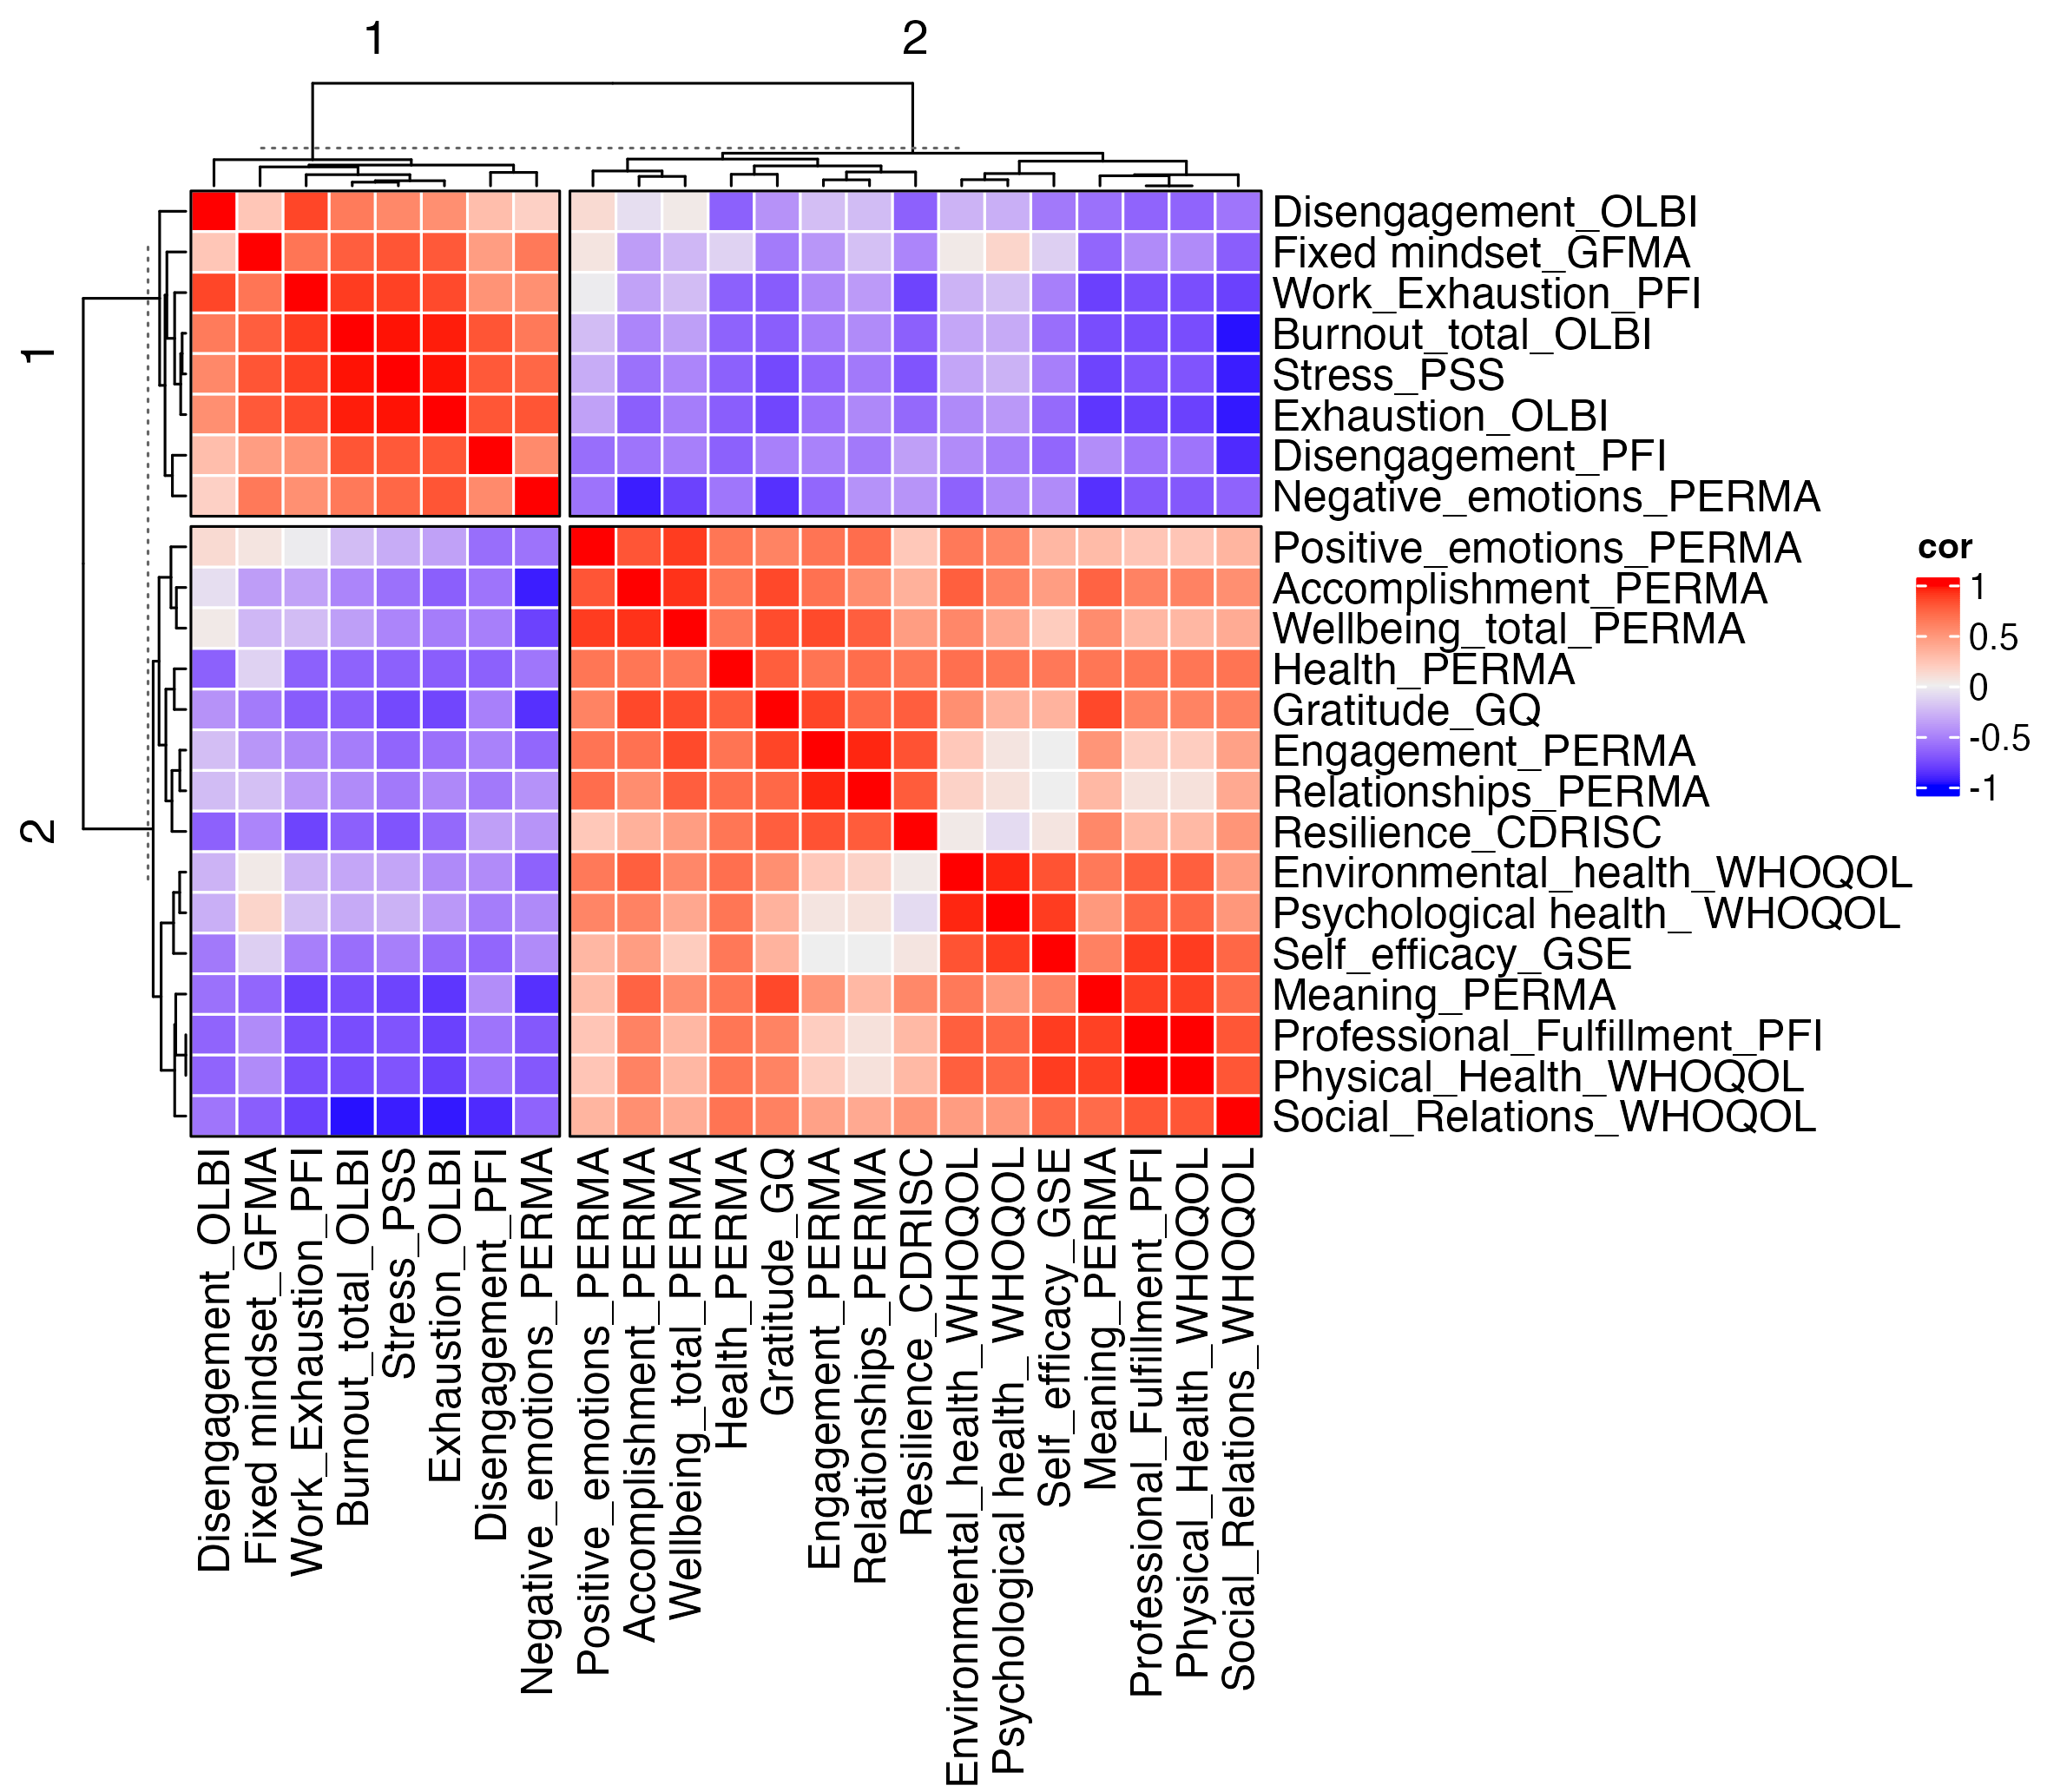 1
2
1
2
Disengagement_OLBI
Fixed mindset_GFMA
Work_Exhaustion_PFI
Burnout_total_OLBI
Stress_PSS
Exhaustion_OLBI
Disengagement_PFI
Negative_emotions_PERMA
Positive_emotions_PERMA
Accomplishment_PERMA
Wellbeing_total_PERMA
Health_PERMA
Gratitude_GQ
Engagement_PERMA
Relationships_PERMA
Resilience_CDRISC
Environmental_health_WHOQOL
Psychological health_ WHOQOL
Self_efficacy_GSE
Meaning_PERMA
Professional_Fulfillment_PFI
Physical_Health_WHOQOL
Social_Relations_WHOQOL
cor
1
0.5
0
-0.5
-1
Disengagement_OLBI
Fixed mindset_GFMA
Work_Exhaustion_PFI
Burnout_total_OLBI
Stress_PSS
Exhaustion_OLBI
Disengagement_PFI
Negative_emotions_PERMA
Positive_emotions_PERMA
Accomplishment_PERMA
Wellbeing_total_PERMA
Health_PERMA
Gratitude_GQ
Engagement_PERMA
Relationships_PERMA
Resilience_CDRISC
Environmental_health_WHOQOL
Psychological health_ WHOQOL
Self_efficacy_GSE
Meaning_PERMA
Professional_Fulfillment_PFI
Physical_Health_WHOQOL
Social_Relations_WHOQOL